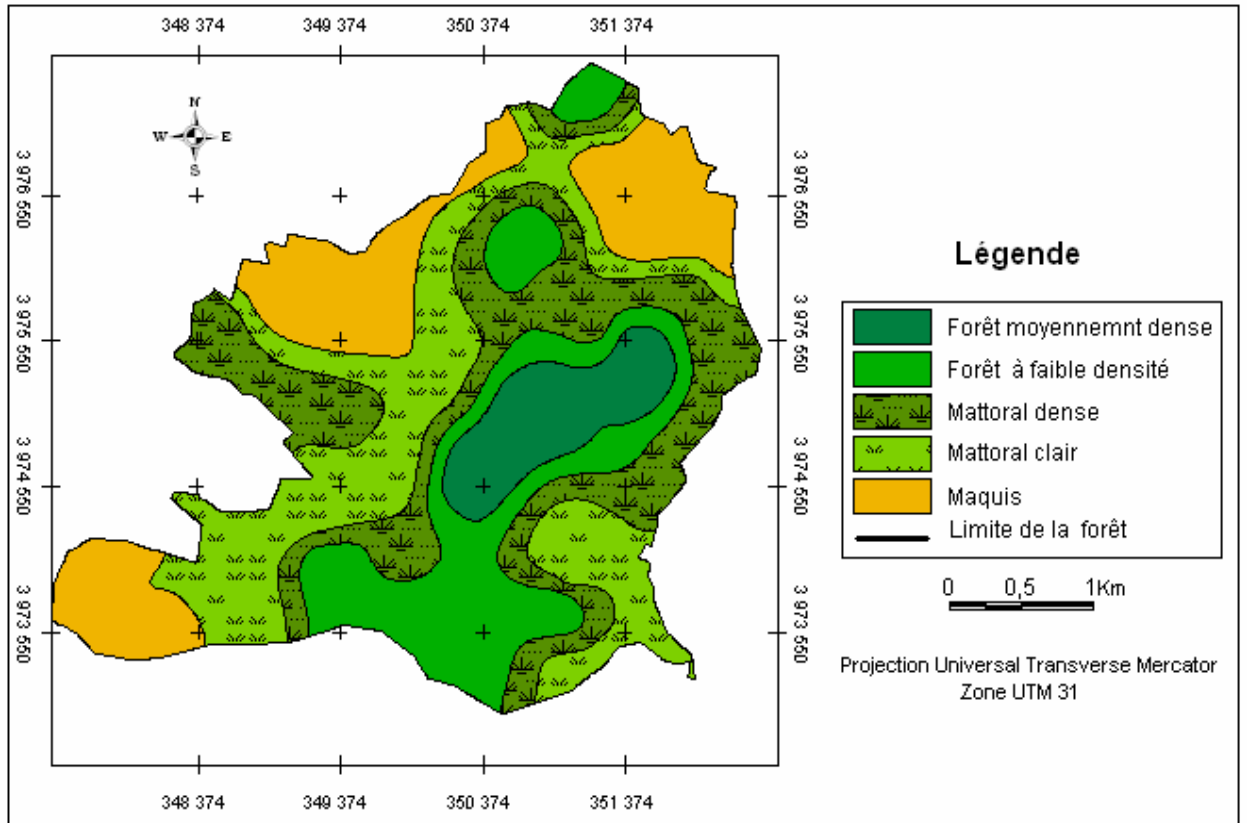 348 374 349 374 350 374 351 374
N
W E
S
3 976 550
3 975 550
3 974 550
3 973 550
3 976 550
3 975 550
3 974 550
3 973 550
348 374 349 374 350 374 351 374
Légende
Forêt moyennemnt dense
Forêt à faible densité
Mattoral dense
Mattoral clair
Maquis
Limite de la forêt
0 0,5 1Km
Projection Universal Transverse Mercator
Zone UTM 31